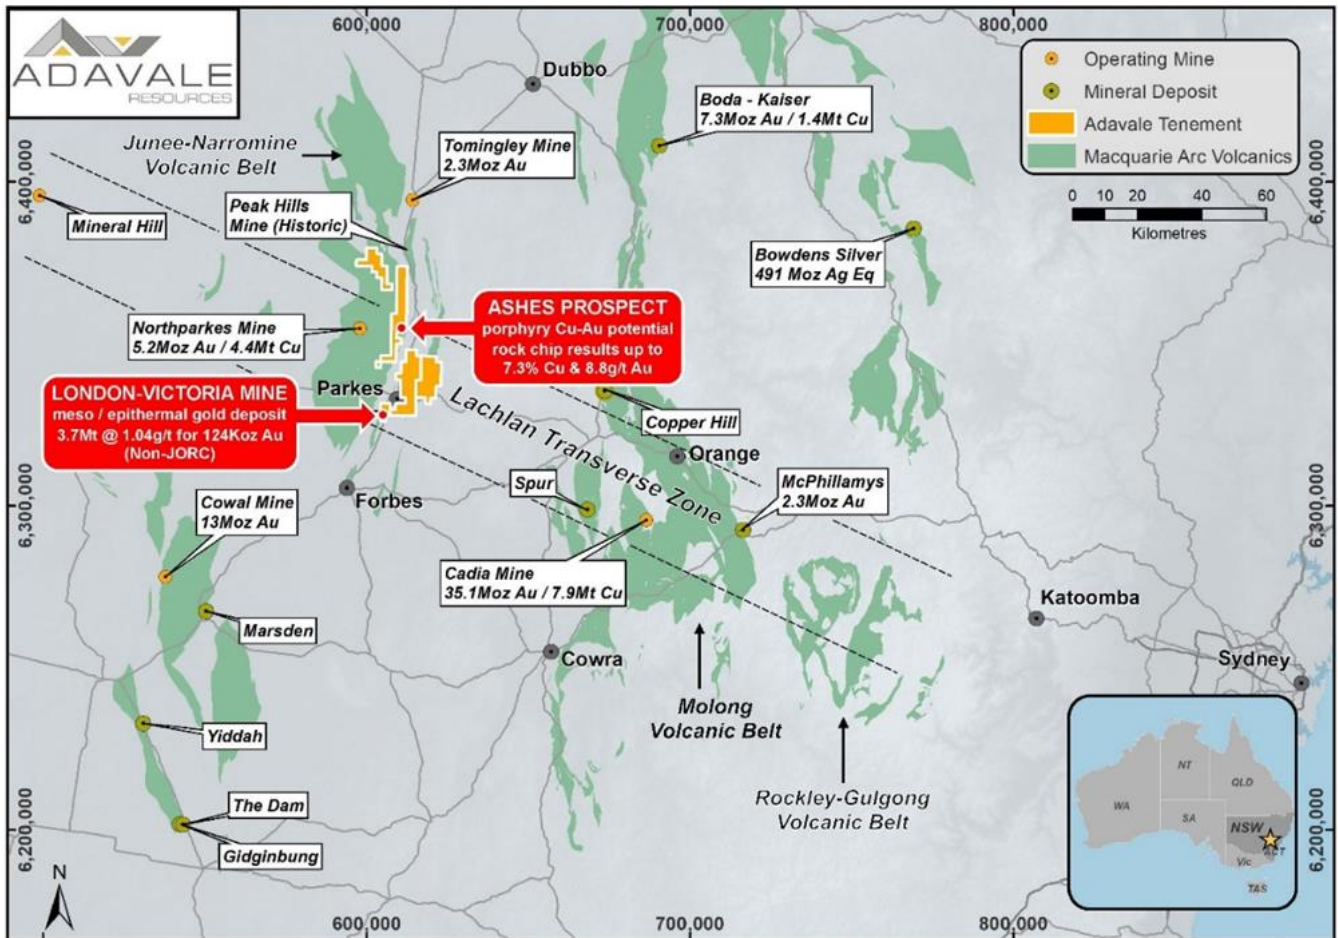 600,000
700,000
800,000
ADAVALE
RESOURCES
Dubbo
Operating Mine
Mineral Deposit
Adavale Tenement
Macquarie Arc Volcanics
0 10 20 40 60
Kilometres
Boda - Kaiser
7.3Moz Au / 1.4Mt Cu
Junee-Narromine
Volcanic Belt
Tomingley Mine
2.3Moz Au
6,400,000
6,400,000
Mineral Hill
Peak Hills
Mine (Historic)
Bowdens Silver
491 Moz Ag Eq
Northparkes Mine
5.2Moz Au / 4.4Mt Cu
ASHES PROSPECT
porphyry Cu-Au potential
rock chip results up to
7.3% Cu & 8.8g/t Au
LONDON-VICTORIA MINE
meso / epithermal gold deposit
3.7Mt @ 1.04g/t for 124Koz Au
(Non-JORC)
Parkes
Lachlan Transverse Zone
Copper Hill
Orange
Spur
McPhillamys
2.3Moz Au
Forbes
6,300,000
6,300,000
Cowal Mine
13Moz Au
Cadia Mine
35.1Moz Au / 7.9Mt Cu
Marsden
Katoomba
Cowra
Sydney
Molong
Volcanic Belt
Yiddah
Rockley-Gulgong
Volcanic Belt
The Dam
Gidginbung
6,200,000
6,200,000
NT
QLD
WA
SA
NSW
ACT
Vic
TAS
N
600,000
700,000
800,000